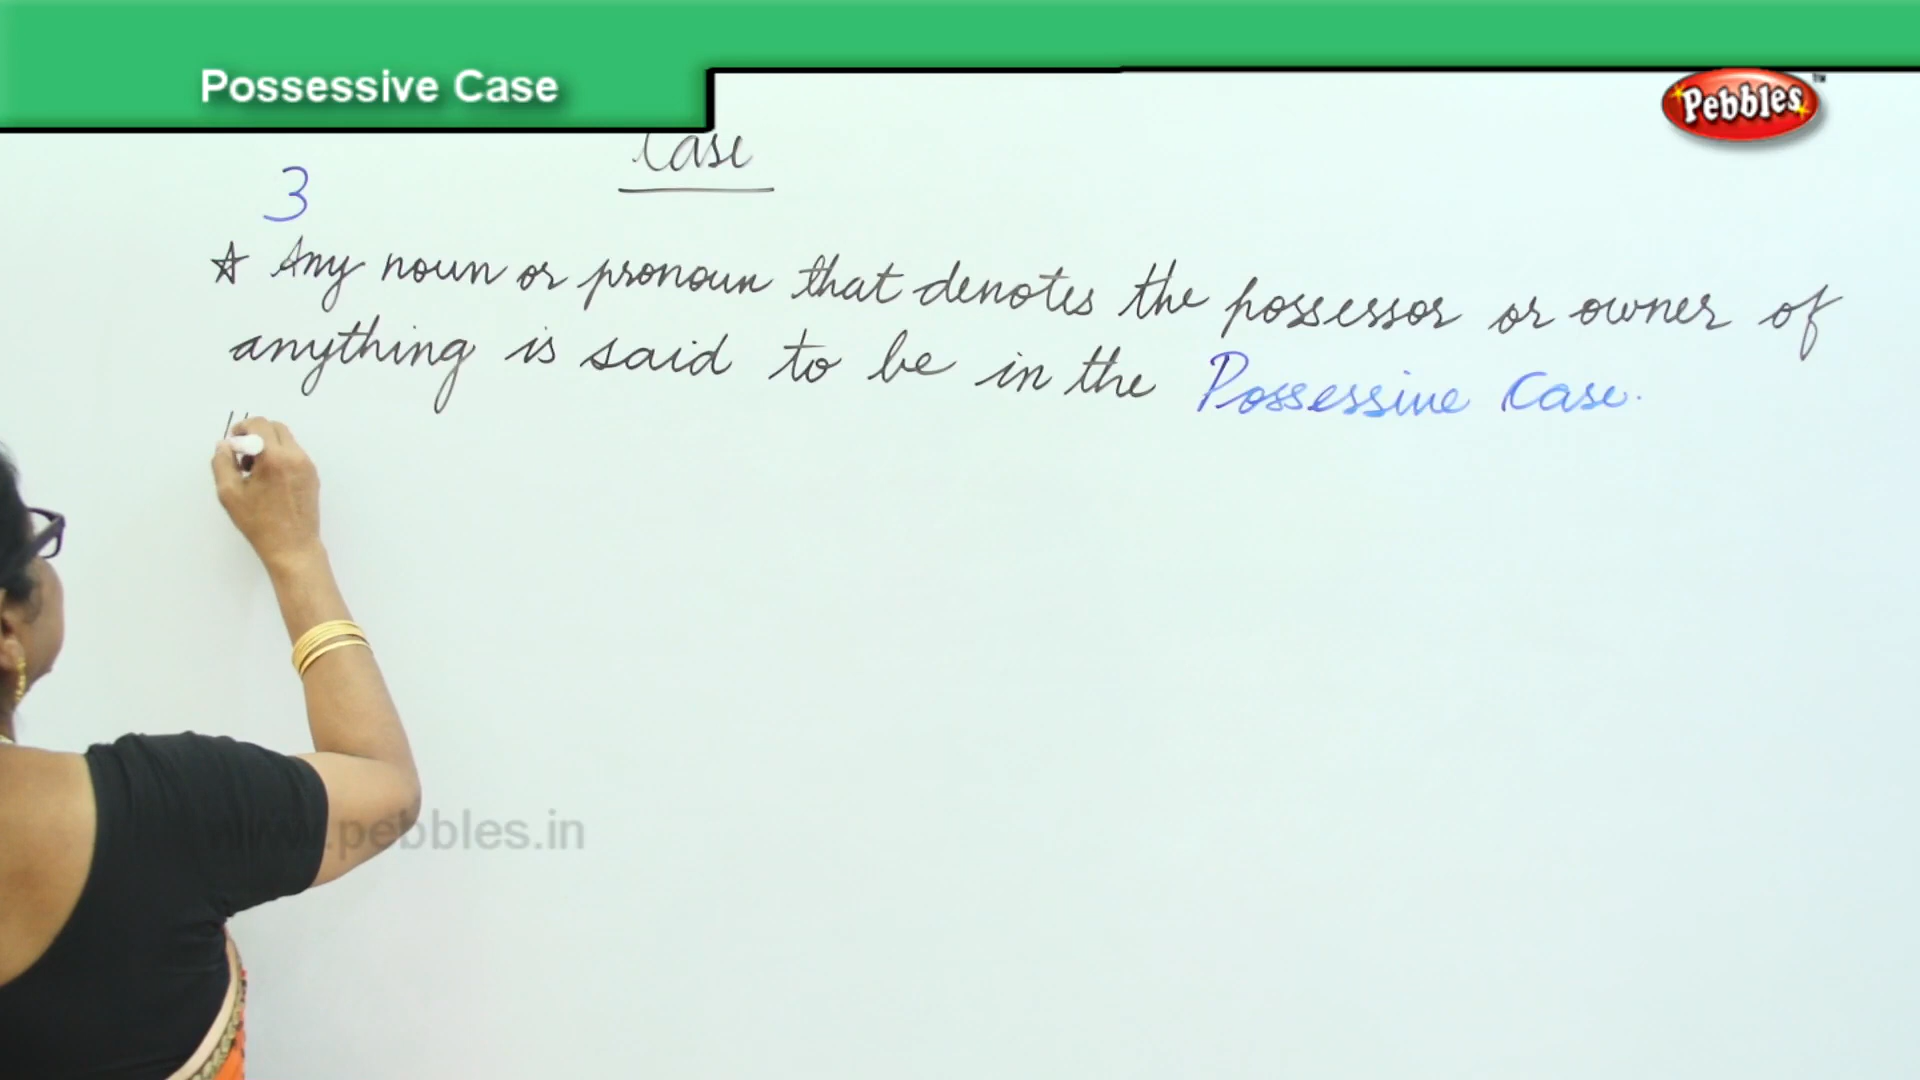 Possessive Case
Pebbles
TM
Case
3
☆ Any noun or pronoun that denotes the possessor or owner of
anything is said to be in the Possessive Case.
www.pebbles.in